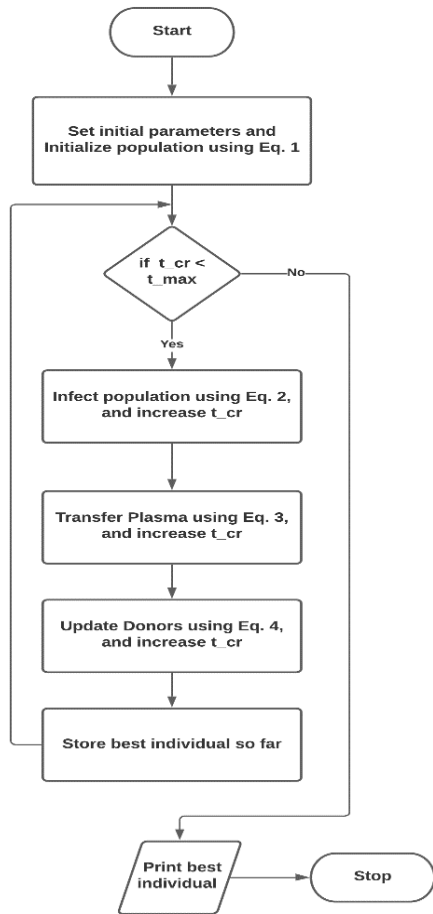 Start
Set initial parameters and
Initialize population using Eq. 1
if t_cr <
t_max
No
Yes
Infect population using Eq. 2,
and increase t_cr
Transfer Plasma using Eq. 3,
and increase t_cr
Update Donors using Eq. 4,
and increase t_cr
Store best individual so far
Print best
individual
Stop